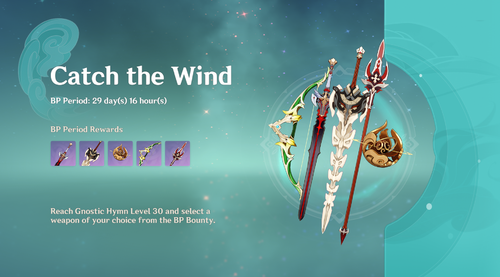 Catch the Wind
BP Period: 29 day(s) 16 hour(s)
BP Period Rewards
Reach Gnostic Hymn Level 30 and select a
weapon of your choice from the BP Bounty.